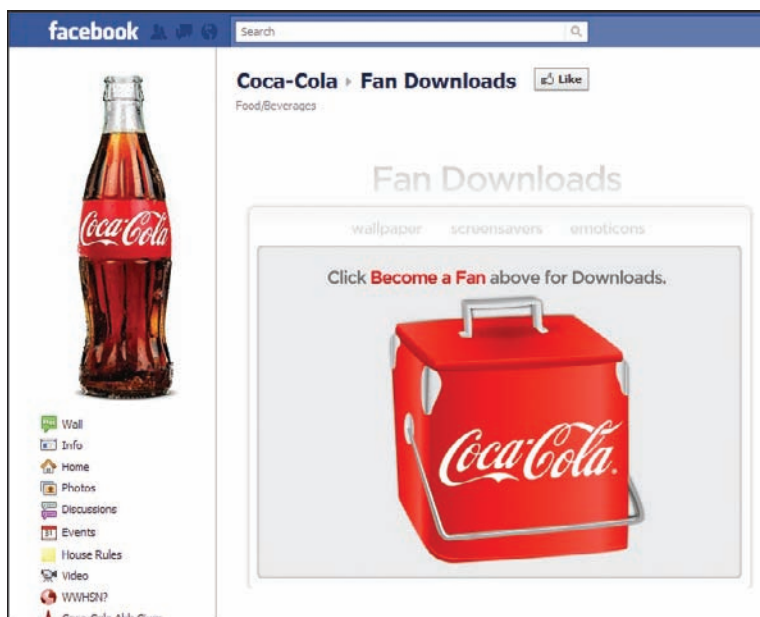 facebook
Search
Coca-Cola ▸ Fan Downloads
Like
Food/Beverages
Coca-Cola
Fan Downloads
wallpaper screensavers emoticons
Click Become a Fan above for Downloads.
Coca-Cola
Wall
Info
Home
Photos
Discussions
31 Events
House Rules
Video
WWHSN?